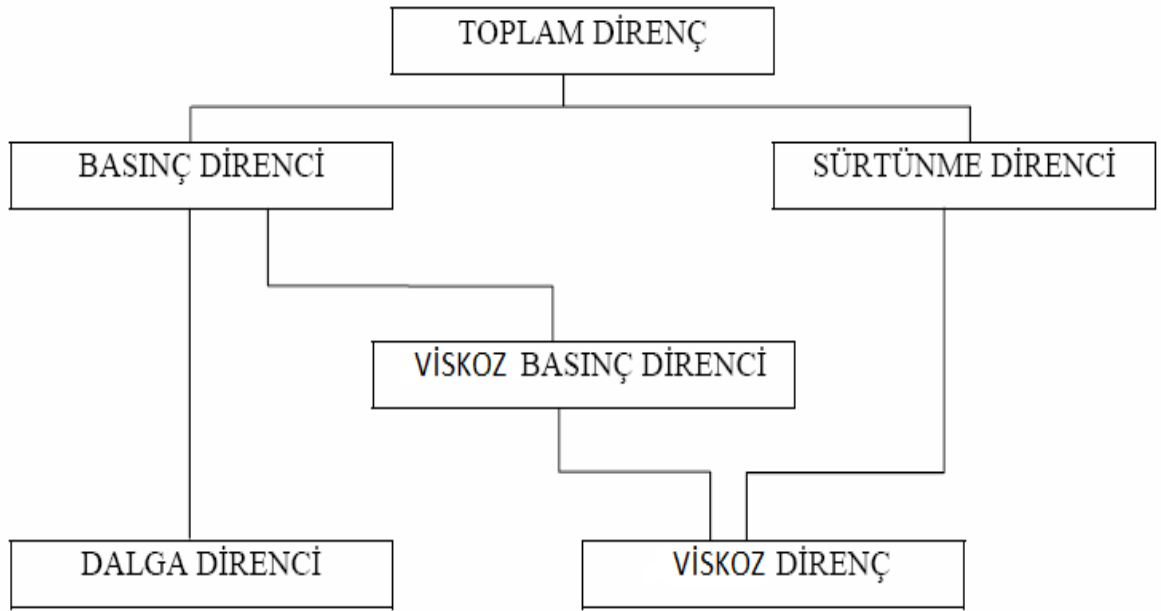 TOPLAM DİRENÇ
BASINÇ DİRENCİ
SÜRTÜNME DİRENCİ
VİSKOZ BASINÇ DİRENCİ
DALGA DİRENCİ
VİSKOZ DİRENÇ